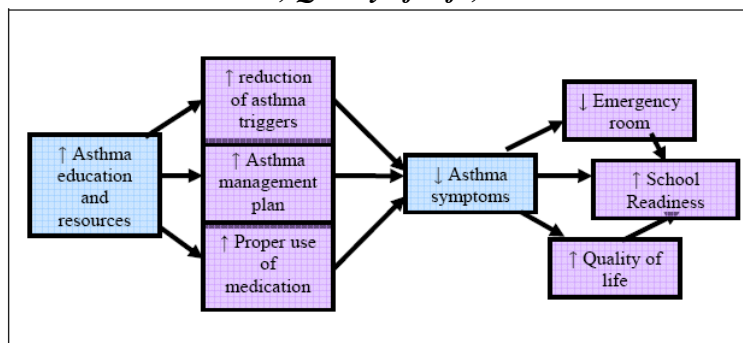 ↑ Asthma
education
and
resources
↑ reduction
of asthma
triggers
↑ Asthma
management
plan
↑ Proper use
of
medication
↓ Asthma
symptoms
↓ Emergency
room
↑ School
Readiness
↑ Quality of
life